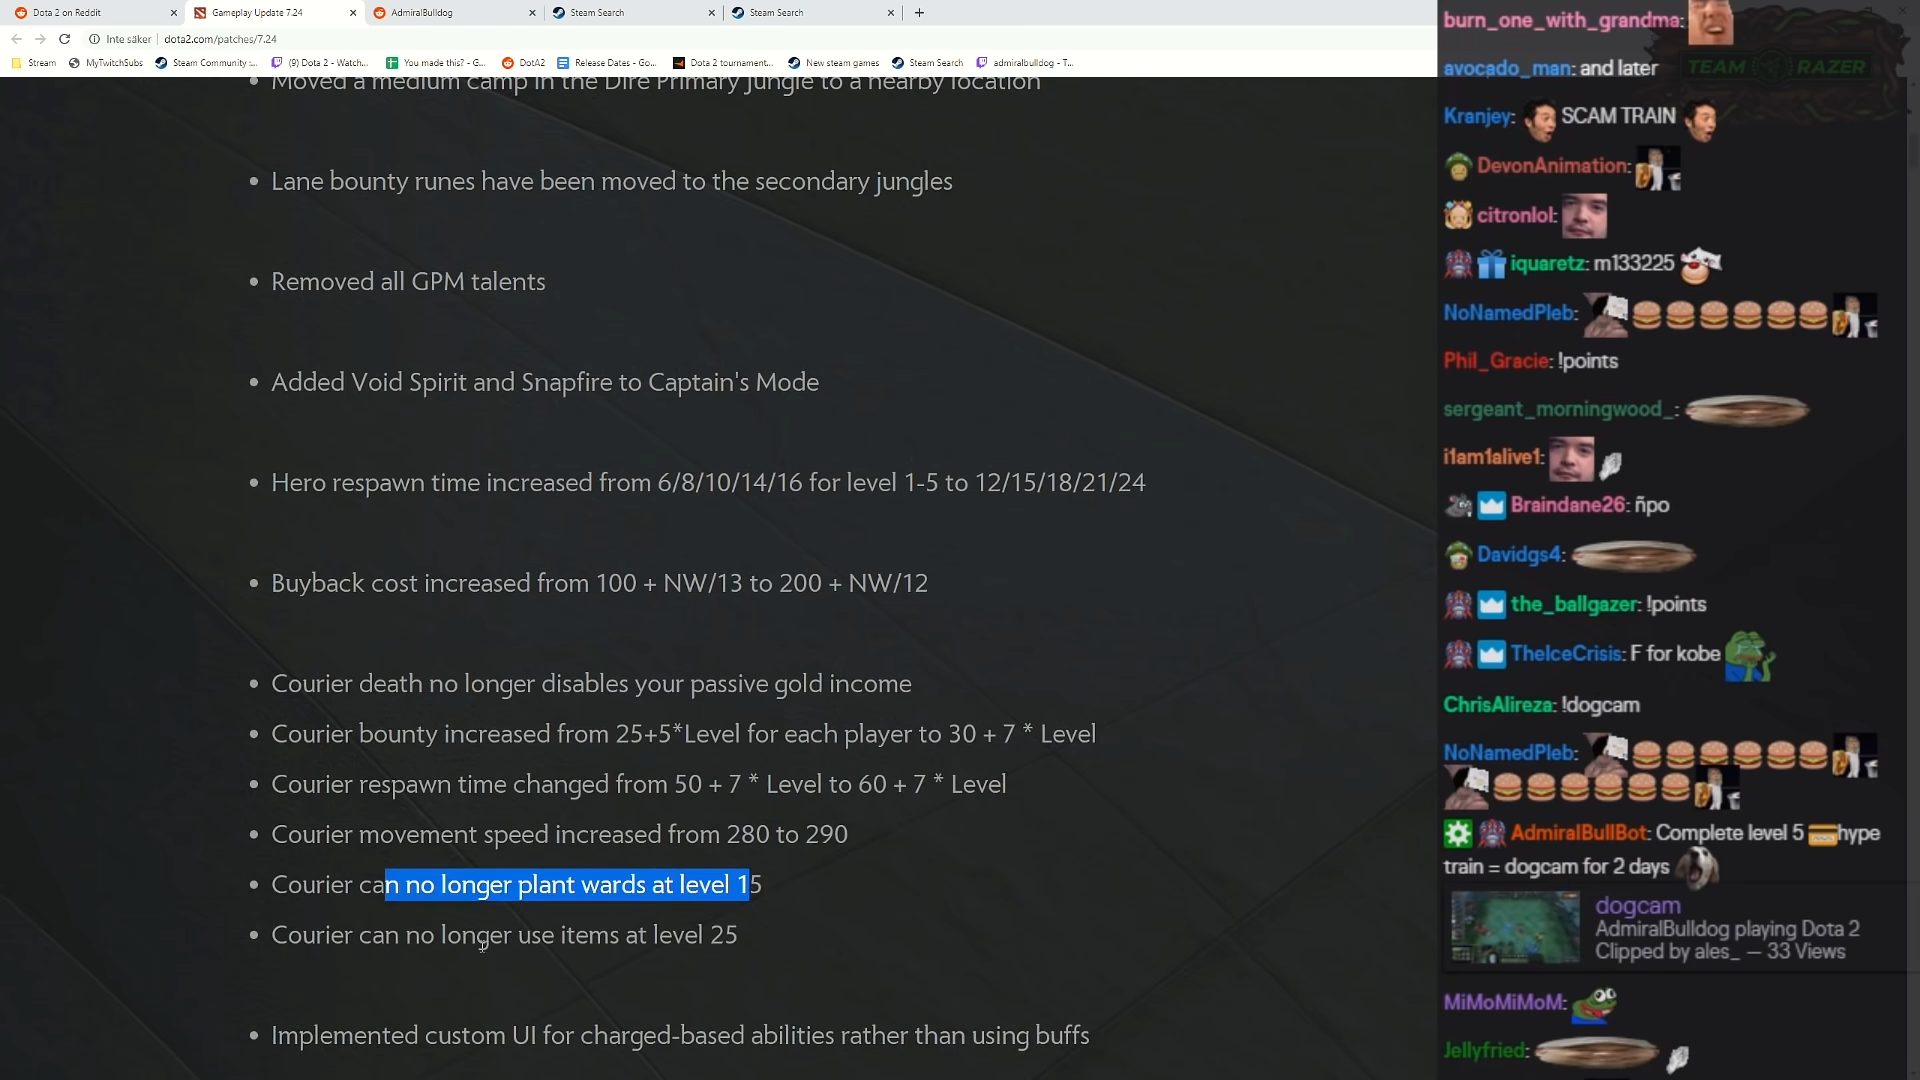 Dota 2 on Reddit
Gameplay Update 7.24
AdmiralBulldog
Steam Search
Steam Search
Inte säker
dota2.com/patches/7.24
Stream
MyTwitchSubs
Steam Community :...
(9) Dota 2 - Watch...
You made this? - G...
DotA2
Release Dates - Go...
Dota 2 tournament...
New steam games
Steam Search
admiralbulldog - T...
Moved a medium camp in the Dire Primary Jungle to a nearby location
Lane bounty runes have been moved to the secondary jungles
Removed all GPM talents
Added Void Spirit and Snapfire to Captain's Mode
Hero respawn time increased from 6/8/10/14/16 for level 1-5 to 12/15/18/21/24
Buyback cost increased from 100 + NW/13 to 200 + NW/12
Courier death no longer disables your passive gold income
Courier bounty increased from 25+5*Level for each player to 30 + 7 * Level
Courier respawn time changed from 50 + 7 * Level to 60 + 7 * Level
Courier movement speed increased from 280 to 290
Courier can no longer plant wards at level 15
Courier can no longer use items at level 25
Implemented custom UI for charged-based abilities rather than using buffs
TEAM RAZER
burn_one_with_grandma:
avocado_man: and later
Kranjey: SCAM TRAIN
DevonAnimation:
citronlol:
iquaretz: m133225
NoNamedPleb:
Phil_Gracie: !points
sergeant_morningwood_:
i1am1alive1:
Braindane26: ñpo
Davidgs4:
the_ballgazer: !points
TheIceCrisis: F for kobe
ChrisAlireza: !dogcam
NoNamedPleb:
AdmiralBullBot: Complete level 5 hype
train = dogcam for 2 days
dogcam
AdmiralBulldog playing Dota 2
Clipped by ales_ — 33 Views
MiMoMiMoM:
Jellyfried: